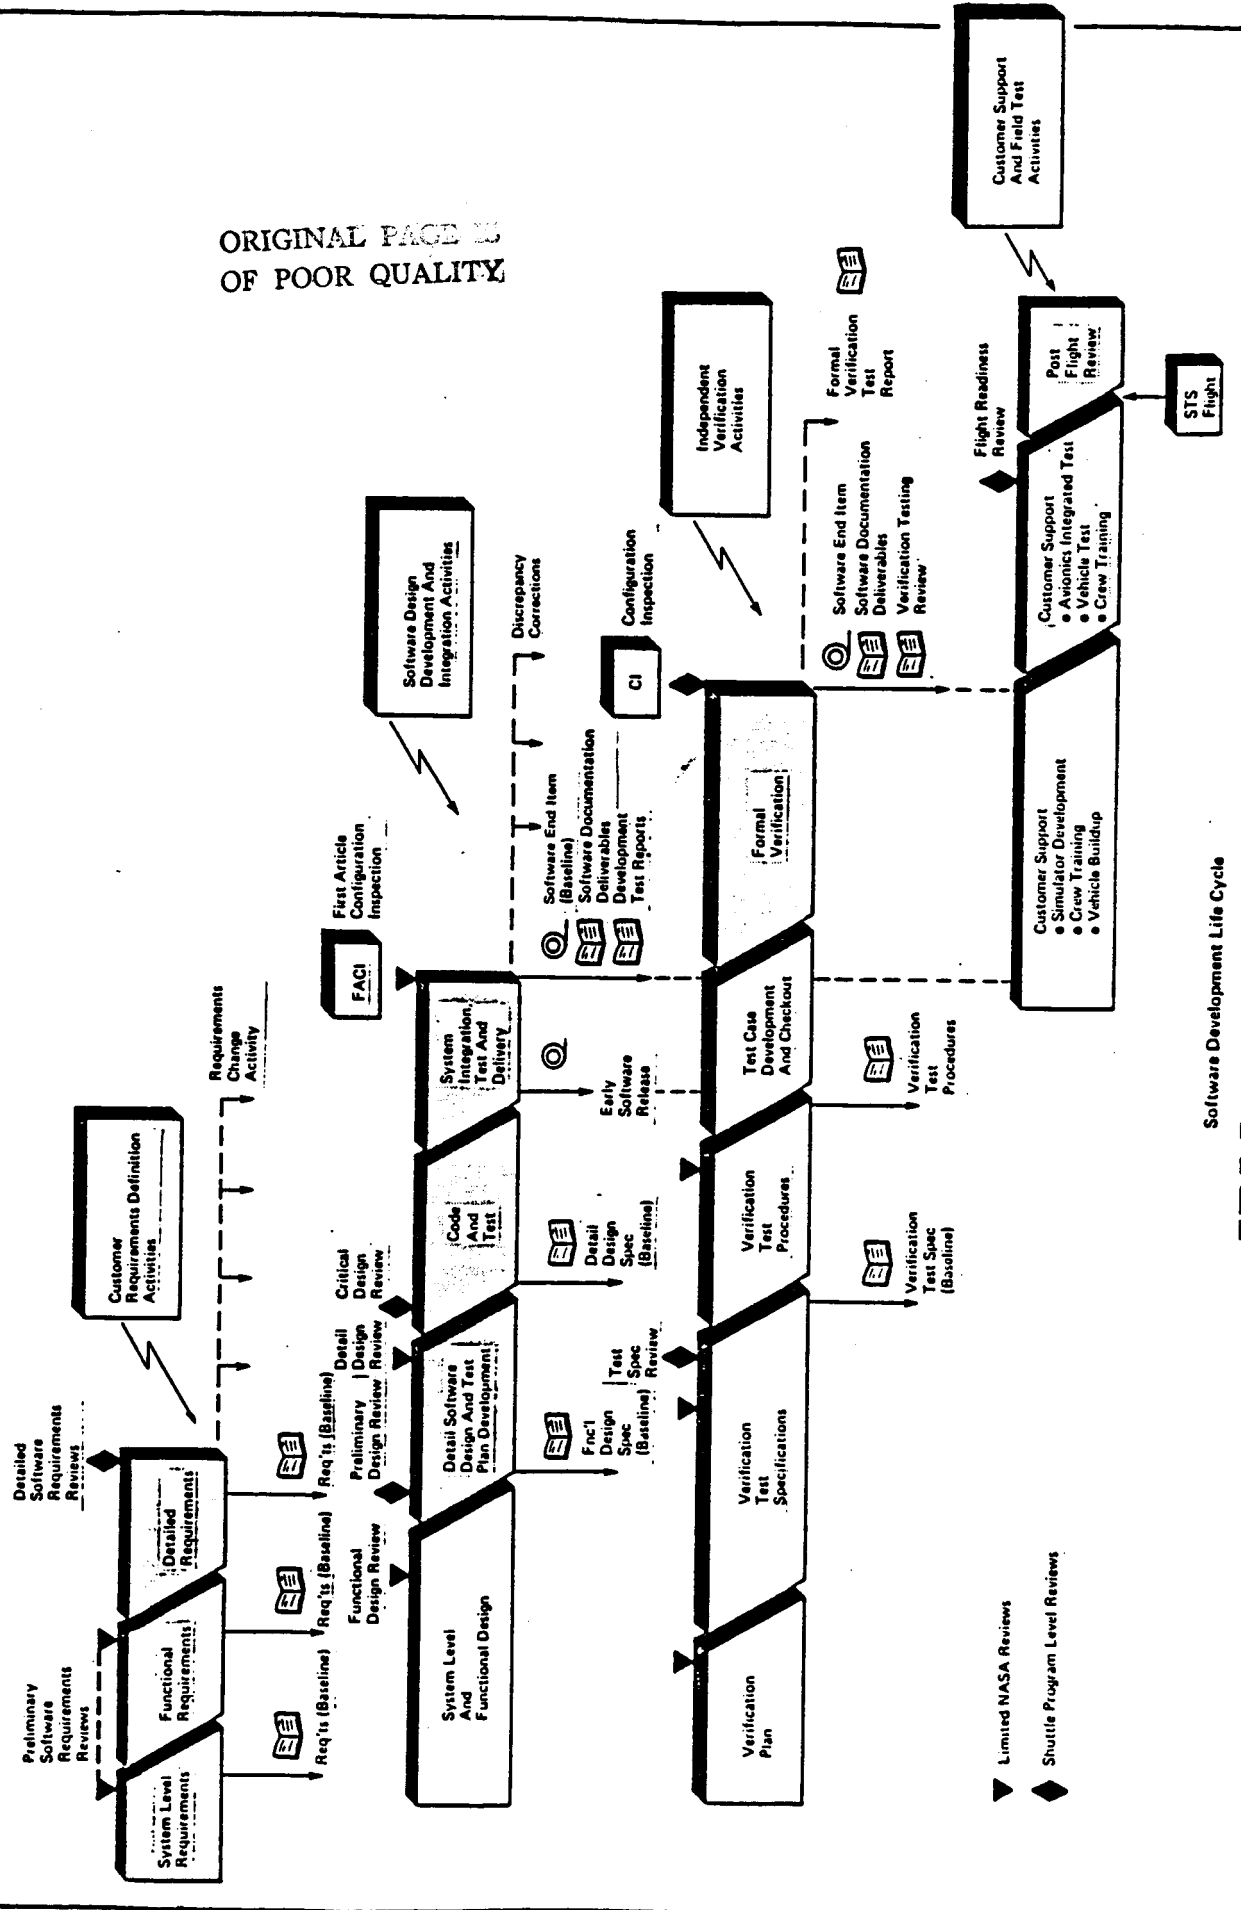 ORIGINAL PAGE IS
OF POOR QUALITY
Preliminary
Software
Requirements
Reviews
Detailed
Software
Requirements
Reviews
Customer
Requirements Definition
Activities
System Level
Requirements
Functional
Requirements
Detailed
Requirements
Requirements
Change
Activity
Req'ts (Baseline)
Req'ts (Baseline)
Req'ts (Baseline)
Functional
Design Review
Preliminary
Design Review
Detail
Design
Review
Critical
Design
Review
FACI
First Article
Configuration
Inspection
Software Design
Development And
Integration Activities
System Level
And
Functional Design
Detail Software
Design And Test
Plan Development
Code
And
Test
System
Integration,
Test And
Delivery
Discrepancy
Corrections
Fnc'l
Design
Spec
(Baseline)
Detail
Design
Spec
(Baseline)
Early
Software
Release
Software End Item
(Baseline)
Software Documentation
Deliverables
Development
Test Reports
Test
Spec
Review
CI
Configuration
Inspection
Independent
Verification
Activities
Verification
Plan
Verification
Test
Specifications
Verification
Test
Procedures
Test Case
Development
And Checkout
Formal
Verification
Verification
Test Spec
(Baseline)
Verification
Test
Procedures
Software End Item
Software Documentation
Deliverables
Verification Testing
Review
Formal
Verification
Test
Report
Customer Support
And Field Test
Activities
Flight Readiness
Review
Customer Support
• Simulator Development
• Crew Training
• Vehicle Buildup
Customer Support
• Avionics Integrated Test
• Vehicle Test
• Crew Training
Post
Flight
Review
STS
Flight
Limited NASA Reviews
Shuttle Program Level Reviews
Software Development Life Cycle